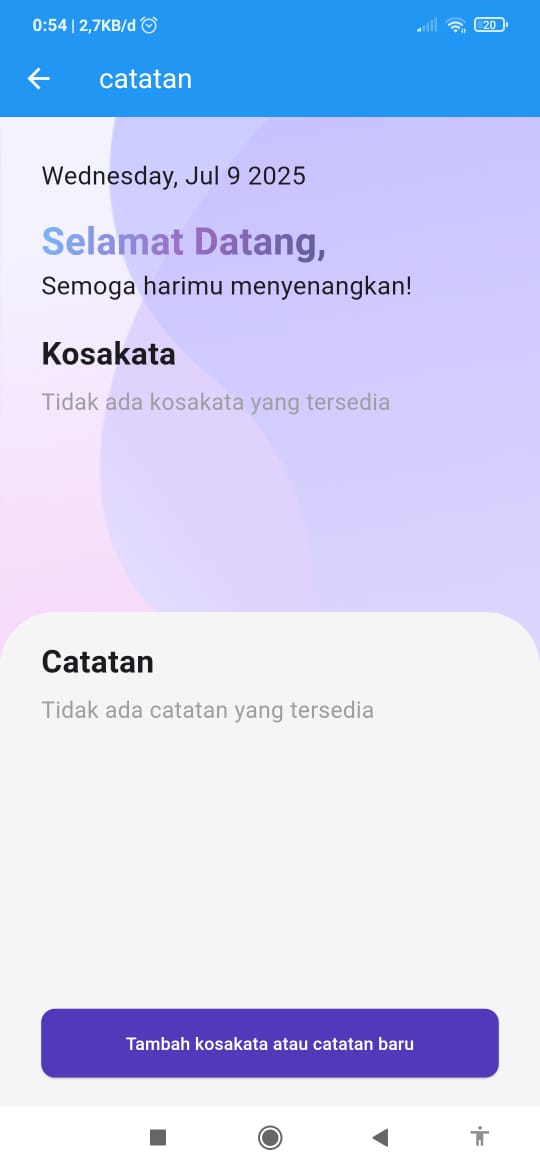 0:54 | 2,7KB/d
20
catatan
Wednesday, Jul 9 2025
Selamat Datang,
Semoga harimu menyenangkan!
Kosakata
Tidak ada kosakata yang tersedia
Catatan
Tidak ada catatan yang tersedia
Tambah kosakata atau catatan baru